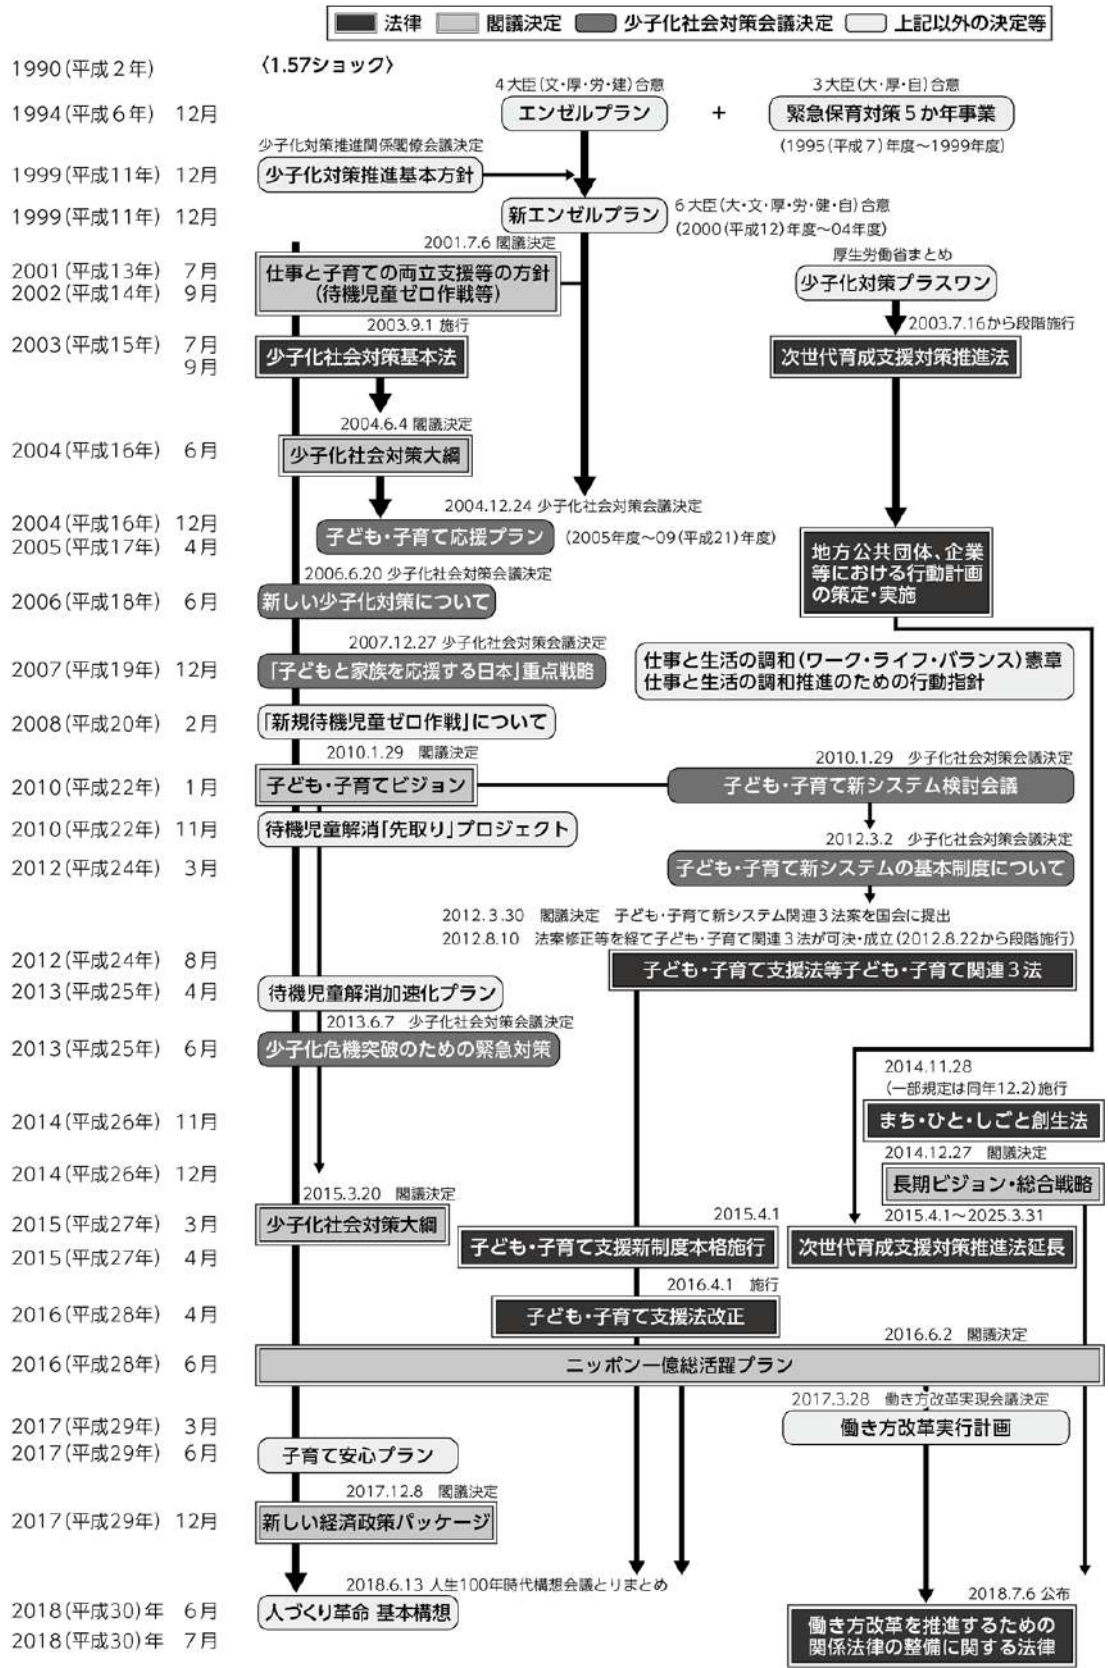 法律 閣議決定 少子化社会対策会議決定 上記以外の決定等
1990(平成2年) 〈1.57ショック〉
4大臣(文・厚・労・建)合意 3大臣(大・厚・自)合意
1994(平成6年) 12月 エンゼルプラン + 緊急保育対策5か年事業
(1995(平成7)年度〜1999年度)
少子化対策推進関係閣僚会議決定
1999(平成11年) 12月 少子化対策推進基本方針
1999(平成11年) 12月 新エンゼルプラン 6大臣(大・文・厚・労・健・自)合意
(2000(平成12)年度〜04年度)
2001.7.6 閣議決定 厚生労働省まとめ
2001(平成13年) 7月 仕事と子育ての両立支援等の方針
2002(平成14年) 9月 (待機児童ゼロ作戦等) 少子化対策プラスワン
2003.9.1 施行 2003.7.16から段階施行
2003(平成15年) 7月 少子化社会対策基本法 次世代育成支援対策推進法
9月
2004.6.4 閣議決定
2004(平成16年) 6月 少子化社会対策大綱
2004.12.24 少子化社会対策会議決定
2004(平成16年) 12月 子ども・子育て応援プラン (2005年度〜09(平成21)年度)
2005(平成17年) 4月 地方公共団体、企業
等における行動計画
の策定・実施
2006.6.20 少子化社会対策会議決定
2006(平成18年) 6月 新しい少子化対策について
2007.12.27 少子化社会対策会議決定
2007(平成19年) 12月 「子どもと家族を応援する日本」重点戦略 仕事と生活の調和(ワーク・ライフ・バランス)憲章
仕事と生活の調和推進のための行動指針
2008(平成20年) 2月 「新規待機児童ゼロ作戦」について
2010.1.29 閣議決定 2010.1.29 少子化社会対策会議決定
2010(平成22年) 1月 子ども・子育てビジョン 子ども・子育て新システム検討会議
2010(平成22年) 11月 待機児童解消「先取り」プロジェクト
2012.3.2 少子化社会対策会議決定
2012(平成24年) 3月 子ども・子育て新システムの基本制度について
2012.3.30 閣議決定 子ども・子育て新システム関連3法案を国会に提出
2012.8.10 法案修正等を経て子ども・子育て関連3法が可決・成立(2012.8.22から段階施行)
2012(平成24年) 8月 子ども・子育て支援法等子ども・子育て関連3法
2013(平成25年) 4月 待機児童解消加速化プラン
2013.6.7 少子化社会対策会議決定
2013(平成25年) 6月 少子化危機突破のための緊急対策
2014.11.28
(一部規定は同年12.2)施行
2014(平成26年) 11月 まち・ひと・しごと創生法
2014.12.27 閣議決定
2014(平成26年) 12月 長期ビジョン・総合戦略
2015.3.20 閣議決定
2015(平成27年) 3月 少子化社会対策大綱 2015.4.1 2015.4.1〜2025.3.31
2015(平成27年) 4月 子ども・子育て支援新制度本格施行 次世代育成支援対策推進法延長
2016.4.1 施行
2016(平成28年) 4月 子ども・子育て支援法改正
2016.6.2 閣議決定
2016(平成28年) 6月 ニッポン一億総活躍プラン
2017.3.28 働き方改革実現会議決定
2017(平成29年) 3月 働き方改革実行計画
2017(平成29年) 6月 子育て安心プラン
2017.12.8 閣議決定
2017(平成29年) 12月 新しい経済政策パッケージ
2018.6.13 人生100年時代構想会議とりまとめ 2018.7.6 公布
2018(平成30)年 6月 人づくり革命 基本構想 働き方改革を推進するための
2018(平成30)年 7月 関係法律の整備に関する法律